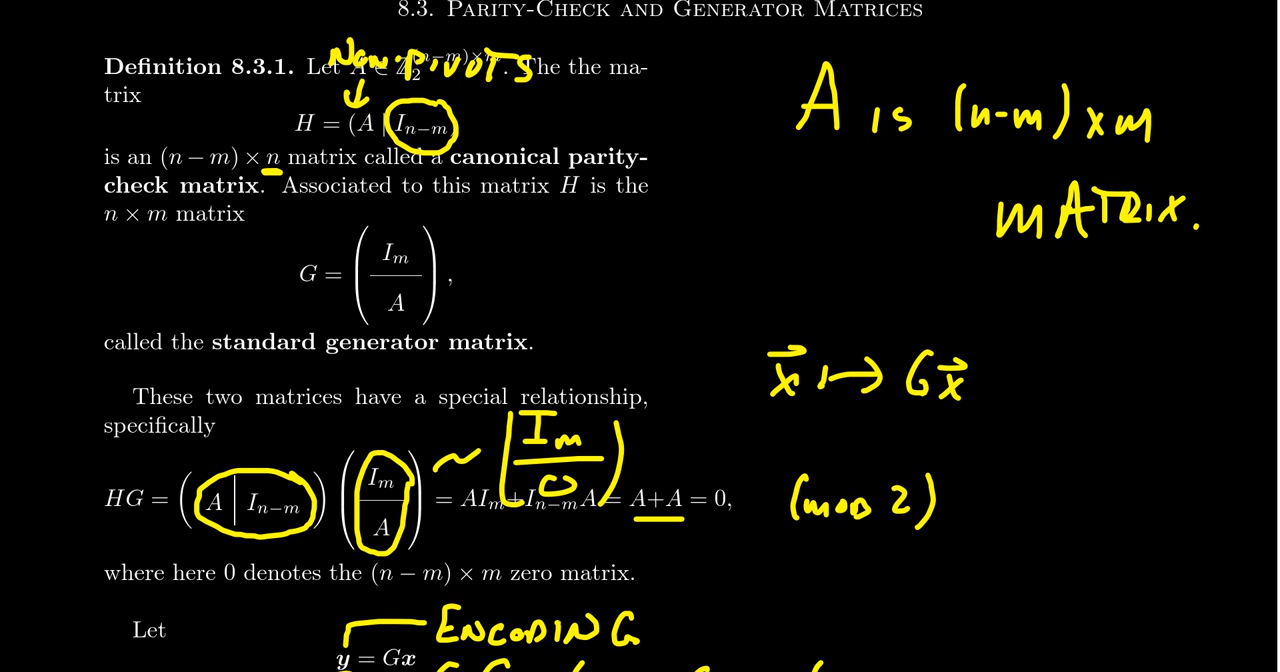 8.3. Parity-Check and Generator Matrices
NON-PIVOTS
Definition 8.3.1. Let A ∈ Z₂^{(n−m)×m}. The the ma-
trix
H = (A | I_{n−m})
is an (n − m) × n matrix called a canonical parity-
check matrix. Associated to this matrix H is the
n × m matrix
G = ( I_m / A ),
called the standard generator matrix.
These two matrices have a special relationship,
specifically
HG = ( A | I_{n−m} ) ( I_m / A ) = AI_m + I_{n−m}A = A+A = 0,
where here 0 denotes the (n − m) × m zero matrix.
Let
y = Gx
A is (n-m) × m
MATRIX.
x⃗ ↦ Gx⃗
~ [ I_m / 0 ]
(mod 2)
ENCODING